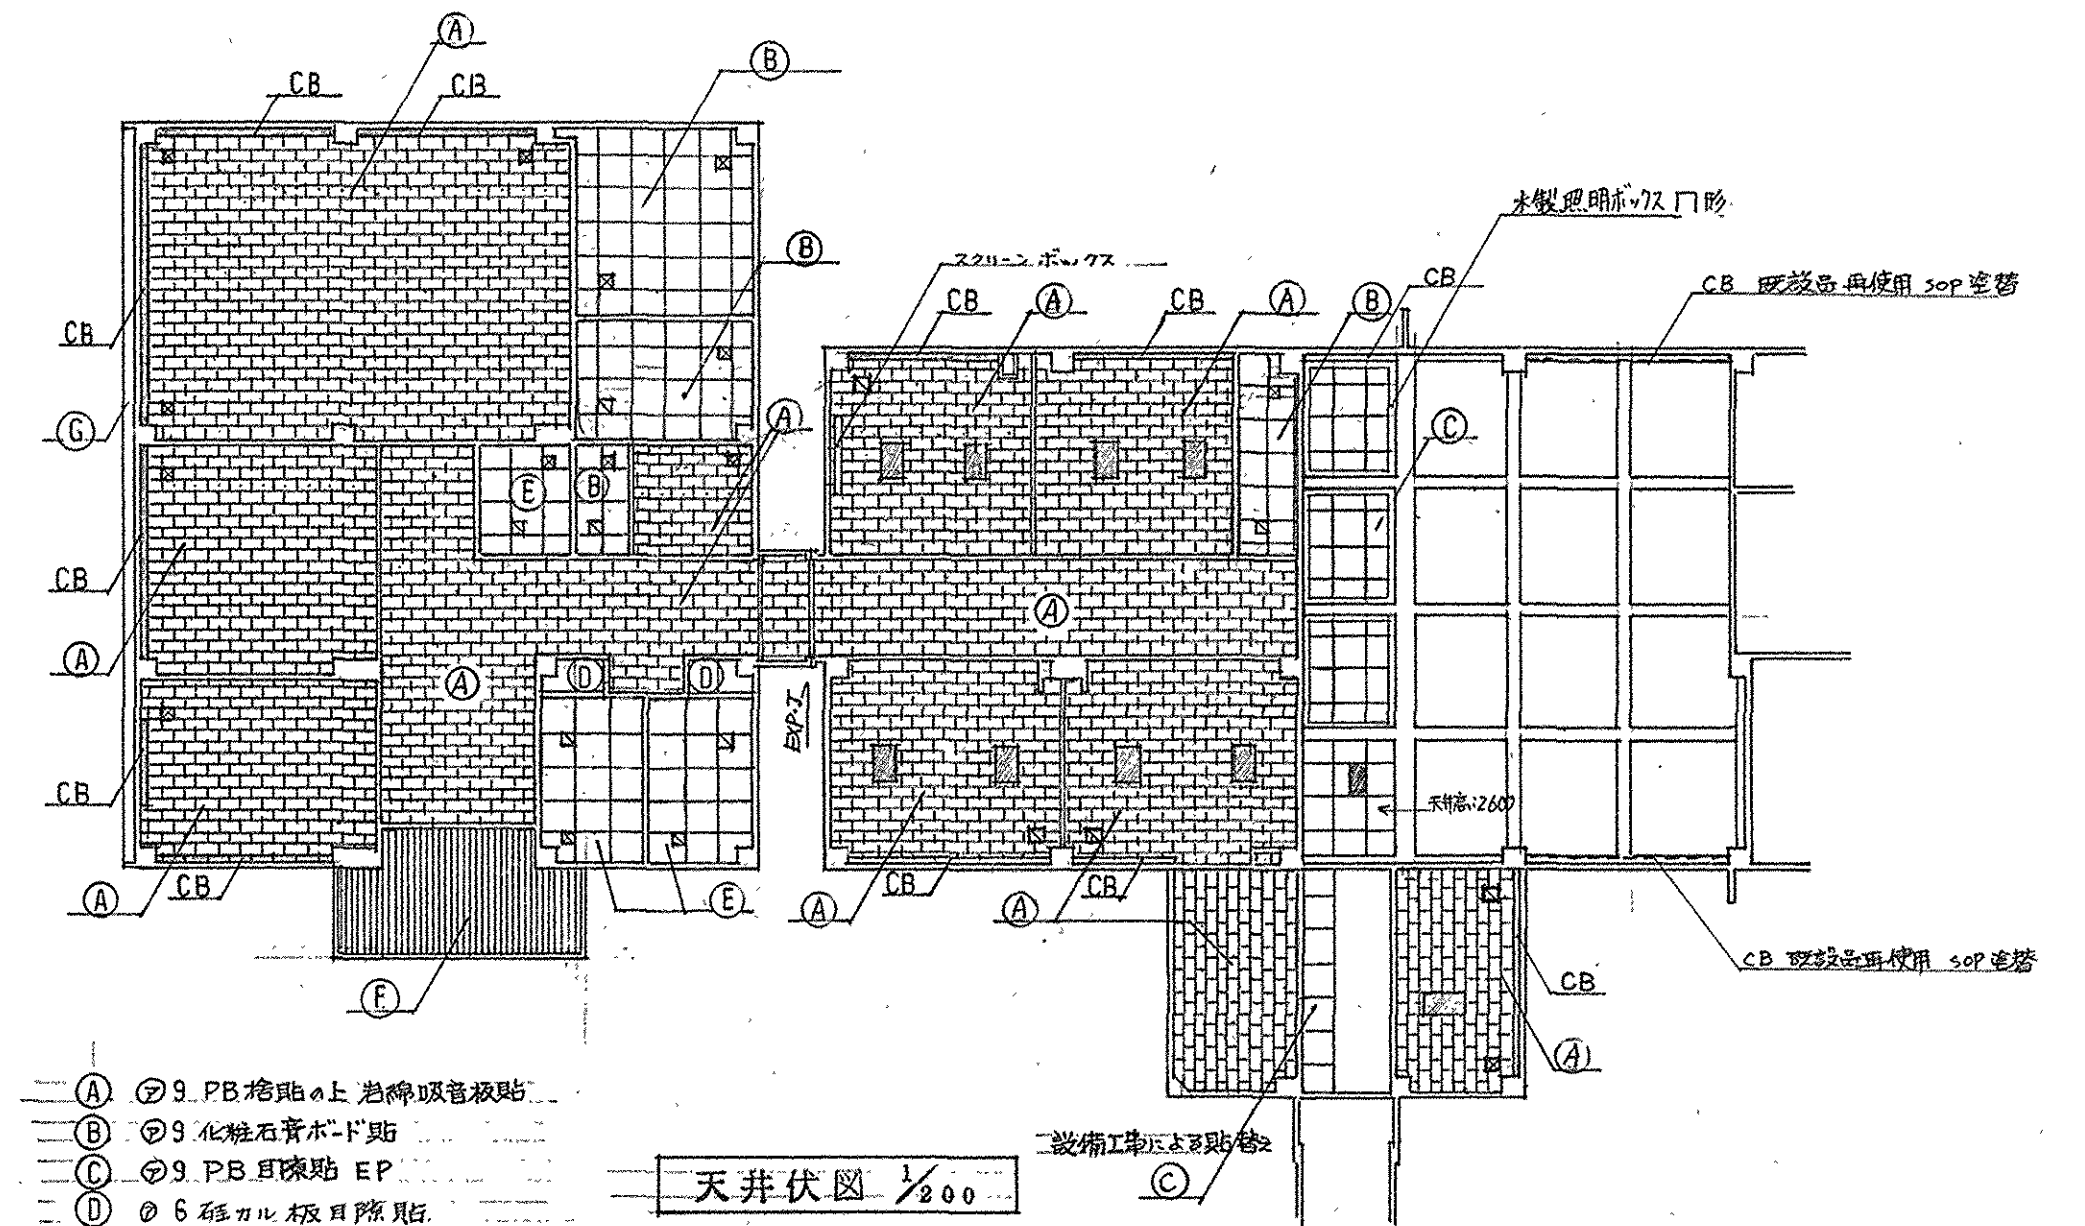 A
B
CB
CB
木製照明ボックス 冂形
B
スクリーンボックス
CB
CB 既設品再使用 SOP塗替
CB
A
CB
A
B
CB
G
A
C
E
B
CB
A
A
A
D
D
EXP.J
CB
天井高:2600
A
CB
E
A
CB
A
CB
CB 既設品再使用 SOP塗替
CB
F
A
A ㋐9 PB捨貼の上 岩綿吸音板貼
B ㋐9 化粧石膏ボード貼
C ㋐9 PB目隙貼 EP
D ㋐6 硅カル板目隙貼
天井伏図 1/200
設備工事による貼替え
C